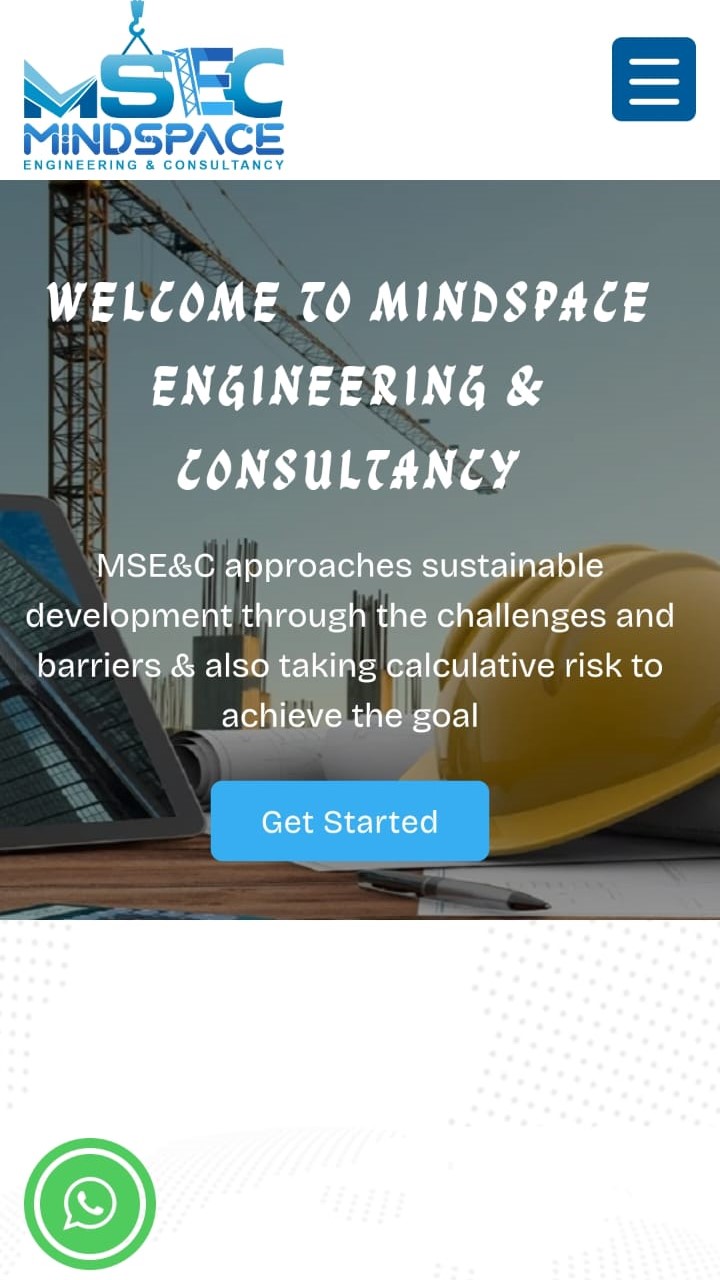 MSEC
MINDSPACE
ENGINEERING & CONSULTANCY
WELCOME TO MINDSPACE
ENGINEERING &
CONSULTANCY
MSE&C approaches sustainable
development through the challenges and
barriers & also taking calculative risk to
achieve the goal
Get Started